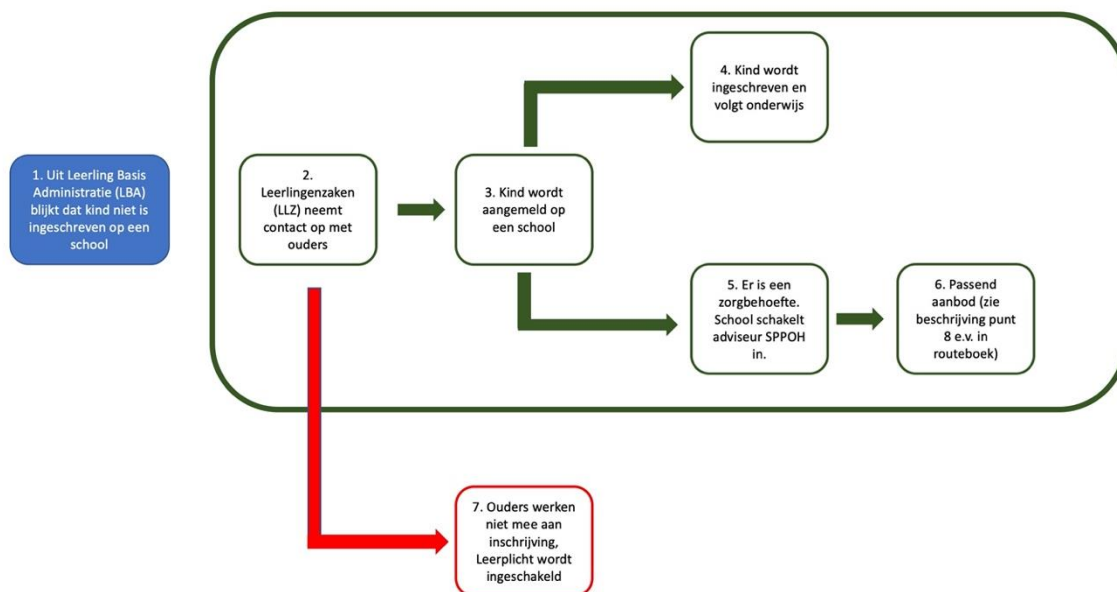 1. Uit Leerling Basis
Administratie (LBA)
blijkt dat kind niet is
ingeschreven op een
school
2.
Leerlingenzaken
(LLZ) neemt
contact op met
ouders
3. Kind wordt
aangemeld op
een school
4. Kind wordt
ingeschreven en
volgt onderwijs
5. Er is een
zorgbehoefte.
School schakelt
adviseur SPPOH
in.
6. Passend
aanbod (zie
beschrijving punt
8 e.v. in
routeboek)
7. Ouders werken
niet mee aan
inschrijving,
Leerplicht wordt
ingeschakeld